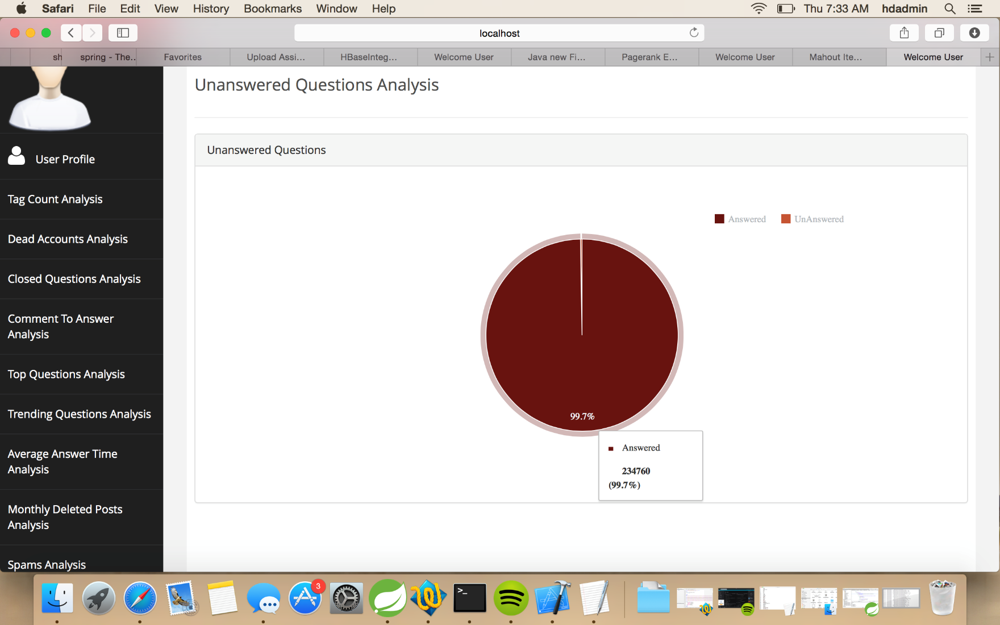 Safari File Edit View History Bookmarks Window Help Thu 7:33 AM hdadmin
localhost
sh spring - The.. Favorites Upload Assi... HBaseInteg... Welcome User Java new Fi... Pagerank E... Welcome User Mahout Ite... Welcome User
Unanswered Questions Analysis
User Profile
Tag Count Analysis
Dead Accounts Analysis
Closed Questions Analysis
Comment To Answer
Analysis
Top Questions Analysis
Trending Questions Analysis
Average Answer Time
Analysis
Monthly Deleted Posts
Analysis
Spams Analysis
Unanswered Questions
Answered UnAnswered
99.7%
Answered
234760
(99.7%)
3
>_